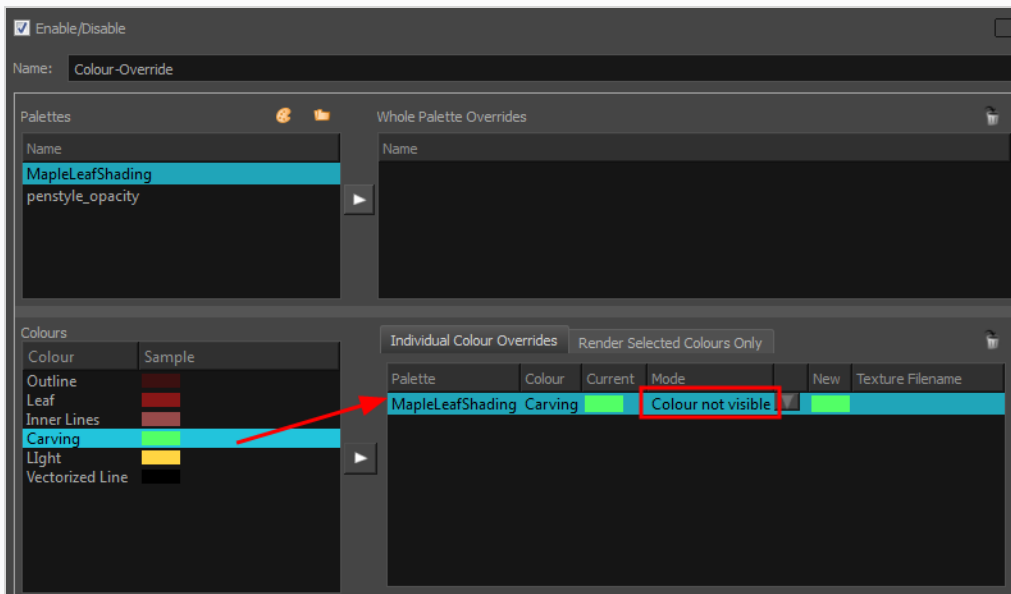 Enable/Disable
Name: Colour-Override
Palettes
Whole Palette Overrides
Name
Name
MapleLeafShading
penstyle_opacity
Colours
Individual Colour Overrides
Render Selected Colours Only
Colour Sample
Palette Colour Current Mode New Texture Filename
Outline
Leaf
MapleLeafShading Carving Colour not visible
Inner Lines
Carving
LIght
Vectorized Line